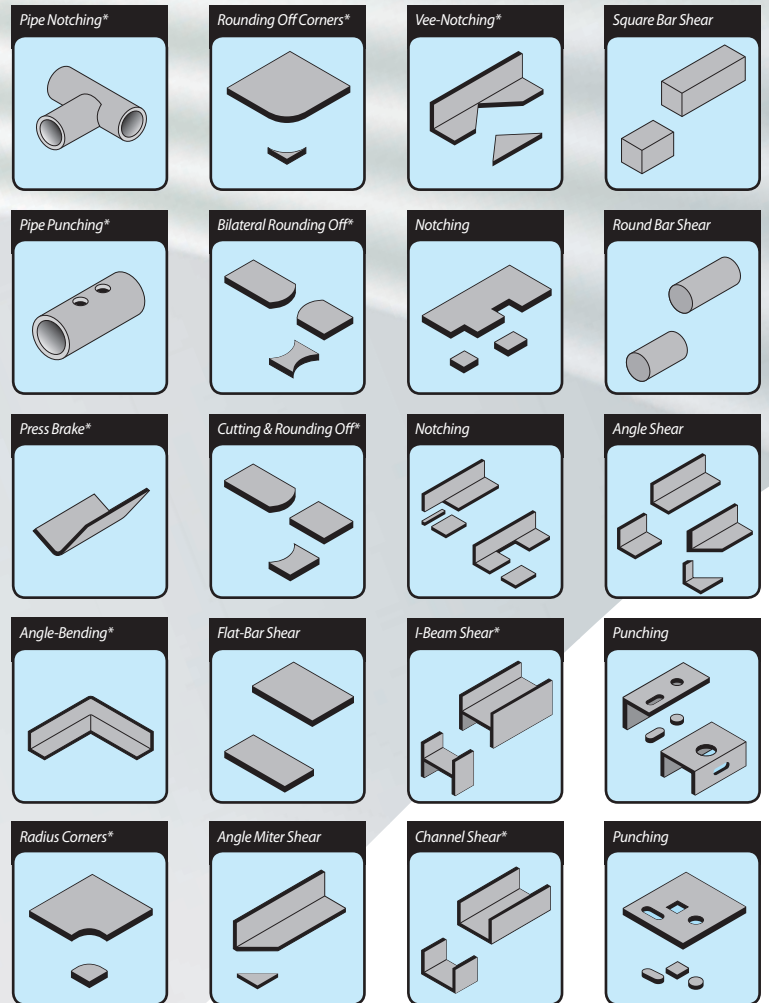 Pipe Notching*
Rounding Off Corners*
Vee-Notching*
Square Bar Shear
Pipe Punching*
Bilateral Rounding Off*
Notching
Round Bar Shear
Press Brake*
Cutting & Rounding Off*
Notching
Angle Shear
Angle-Bending*
Flat-Bar Shear
I-Beam Shear*
Punching
Radius Corners*
Angle Miter Shear
Channel Shear*
Punching